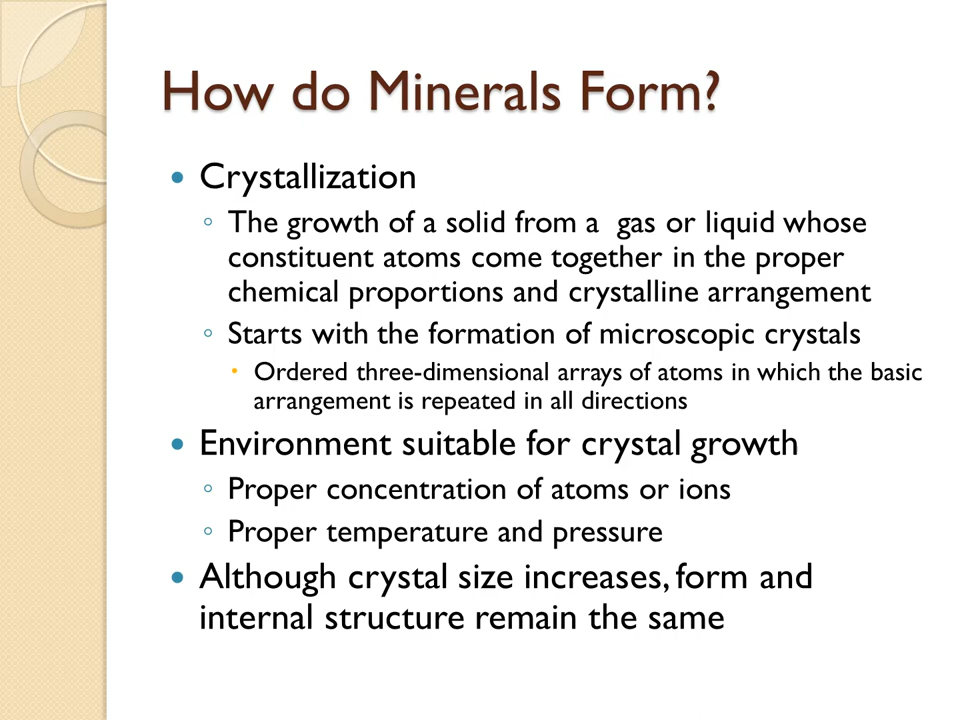 How do Minerals Form?
• Crystallization
◦ The growth of a solid from a  gas or liquid whose
constituent atoms come together in the proper
chemical proportions and crystalline arrangement
◦ Starts with the formation of microscopic crystals
• Ordered three-dimensional arrays of atoms in which the basic
arrangement is repeated in all directions
• Environment suitable for crystal growth
◦ Proper concentration of atoms or ions
◦ Proper temperature and pressure
• Although crystal size increases, form and
internal structure remain the same